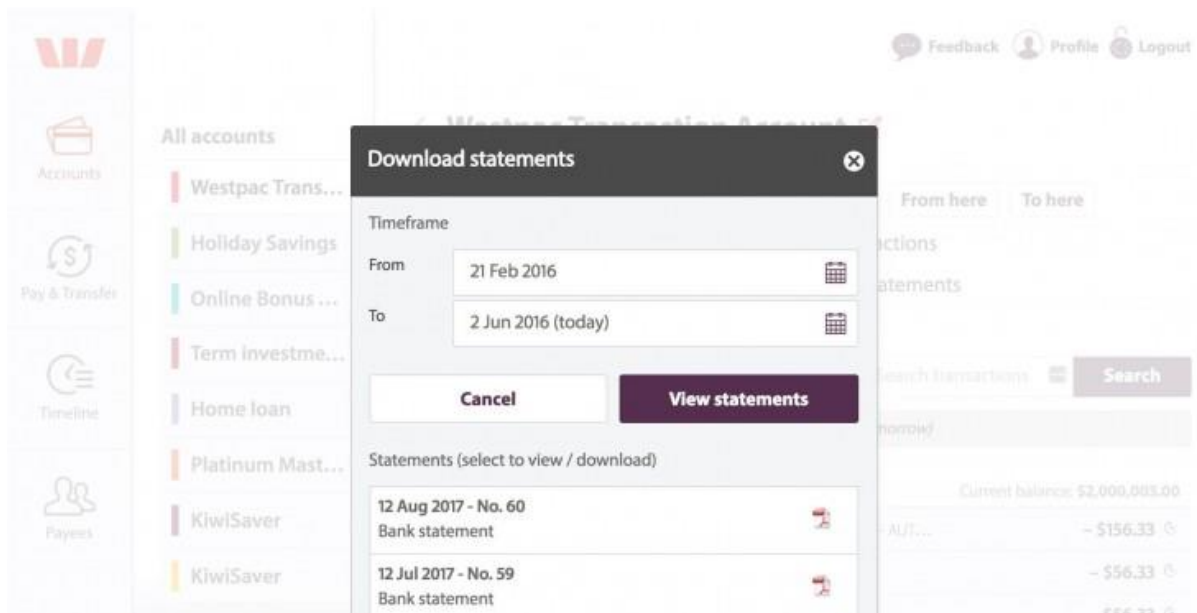 Feedback
Profile
Logout
Westpac Transaction Account
All accounts
Accounts
Westpac Trans...
Holiday Savings
Pay & Transfer
Online Bonus ...
Term investme...
Timeline
Home loan
Platinum Mast...
Payees
KiwiSaver
KiwiSaver
Download statements
Timeframe
From
21 Feb 2016
To
2 Jun 2016 (today)
Cancel
View statements
Statements (select to view / download)
12 Aug 2017 - No. 60
Bank statement
12 Jul 2017 - No. 59
Bank statement
From here
To here
Search transactions
Search
Current balance: $2,000,003.00
- $156.33
- $56.33